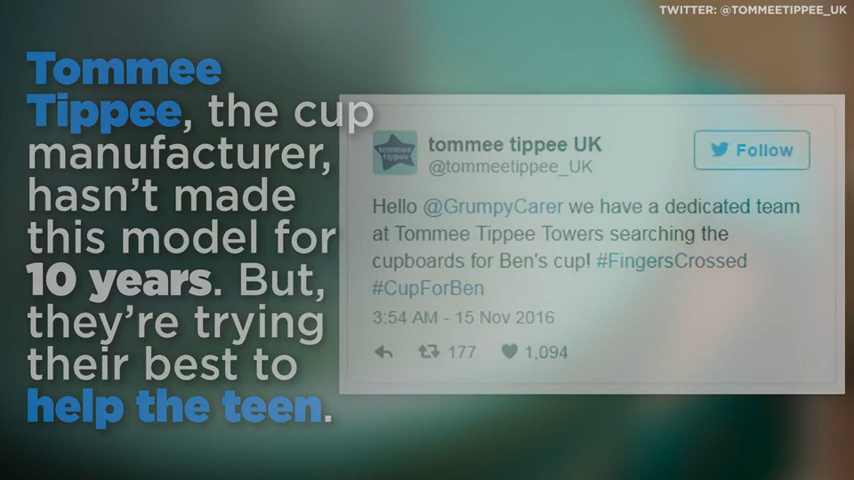 TWITTER: @TOMMEETIPPEE_UK
Tommee
Tippee, the cup
manufacturer,
hasn't made
this model for
10 years. But,
they're trying
their best to
help the teen.
tommee tippee
tommee tippee UK
@tommeetippee_UK
Follow
Hello @GrumpyCarer we have a dedicated team
at Tommee Tippee Towers searching the
cupboards for Ben's cup! #FingersCrossed
#CupForBen
3:54 AM - 15 Nov 2016
177 1,094